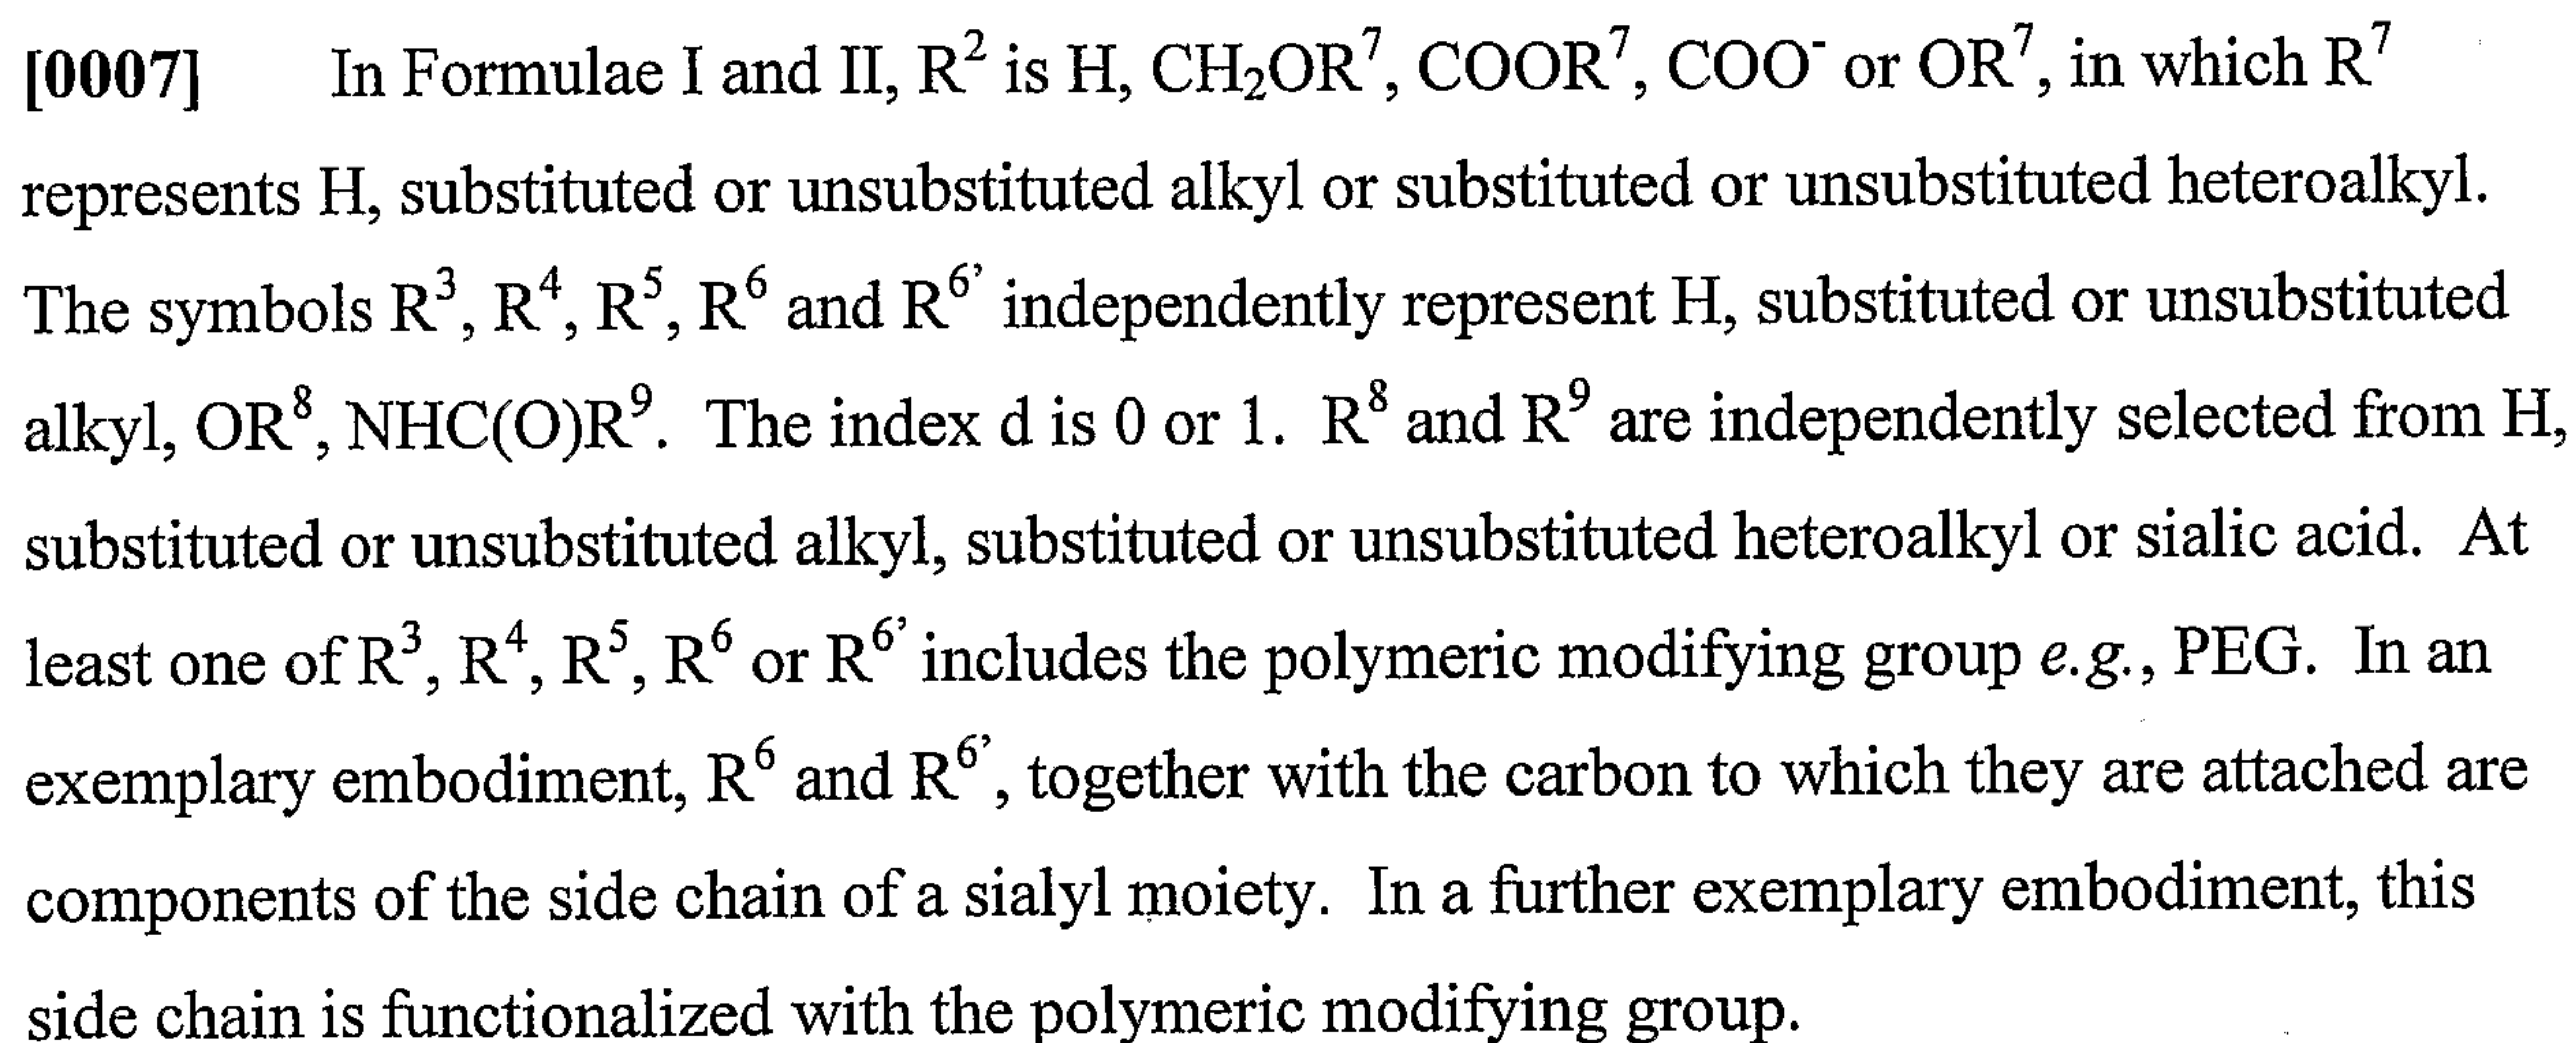 [0007] In Formulae I and II, R² is H, CH₂OR⁷, COOR⁷, COO⁻ or OR⁷, in which R⁷
represents H, substituted or unsubstituted alkyl or substituted or unsubstituted heteroalkyl.
The symbols R³, R⁴, R⁵, R⁶ and R⁶’ independently represent H, substituted or unsubstituted
alkyl, OR⁸, NHC(O)R⁹. The index d is 0 or 1. R⁸ and R⁹ are independently selected from H,
substituted or unsubstituted alkyl, substituted or unsubstituted heteroalkyl or sialic acid. At
least one of R³, R⁴, R⁵, R⁶ or R⁶’ includes the polymeric modifying group e.g., PEG. In an
exemplary embodiment, R⁶ and R⁶’, together with the carbon to which they are attached are
components of the side chain of a sialyl moiety. In a further exemplary embodiment, this
side chain is functionalized with the polymeric modifying group.